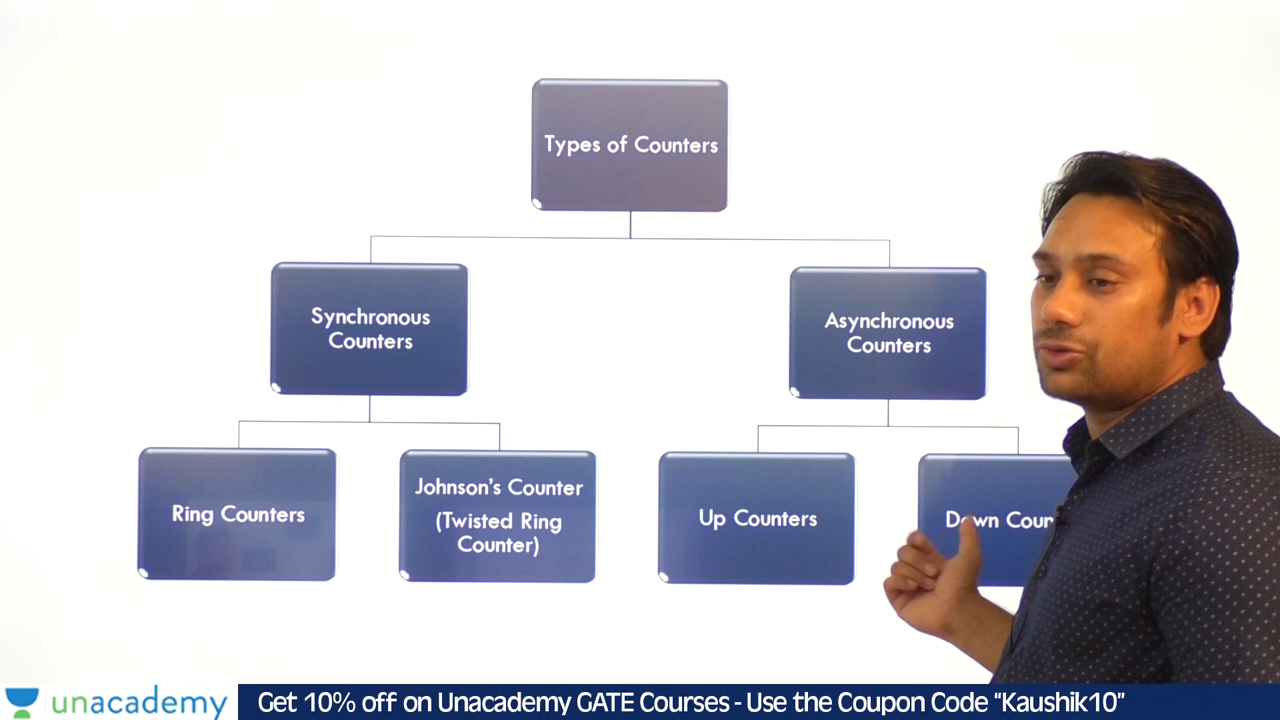 Types of Counters
Synchronous
Counters
Asynchronous
Counters
Ring Counters
Johnson's Counter
(Twisted Ring
Counter)
Up Counters
Down
unacademy
Get 10% off on Unacademy GATE Courses - Use the Coupon Code “Kaushik10”